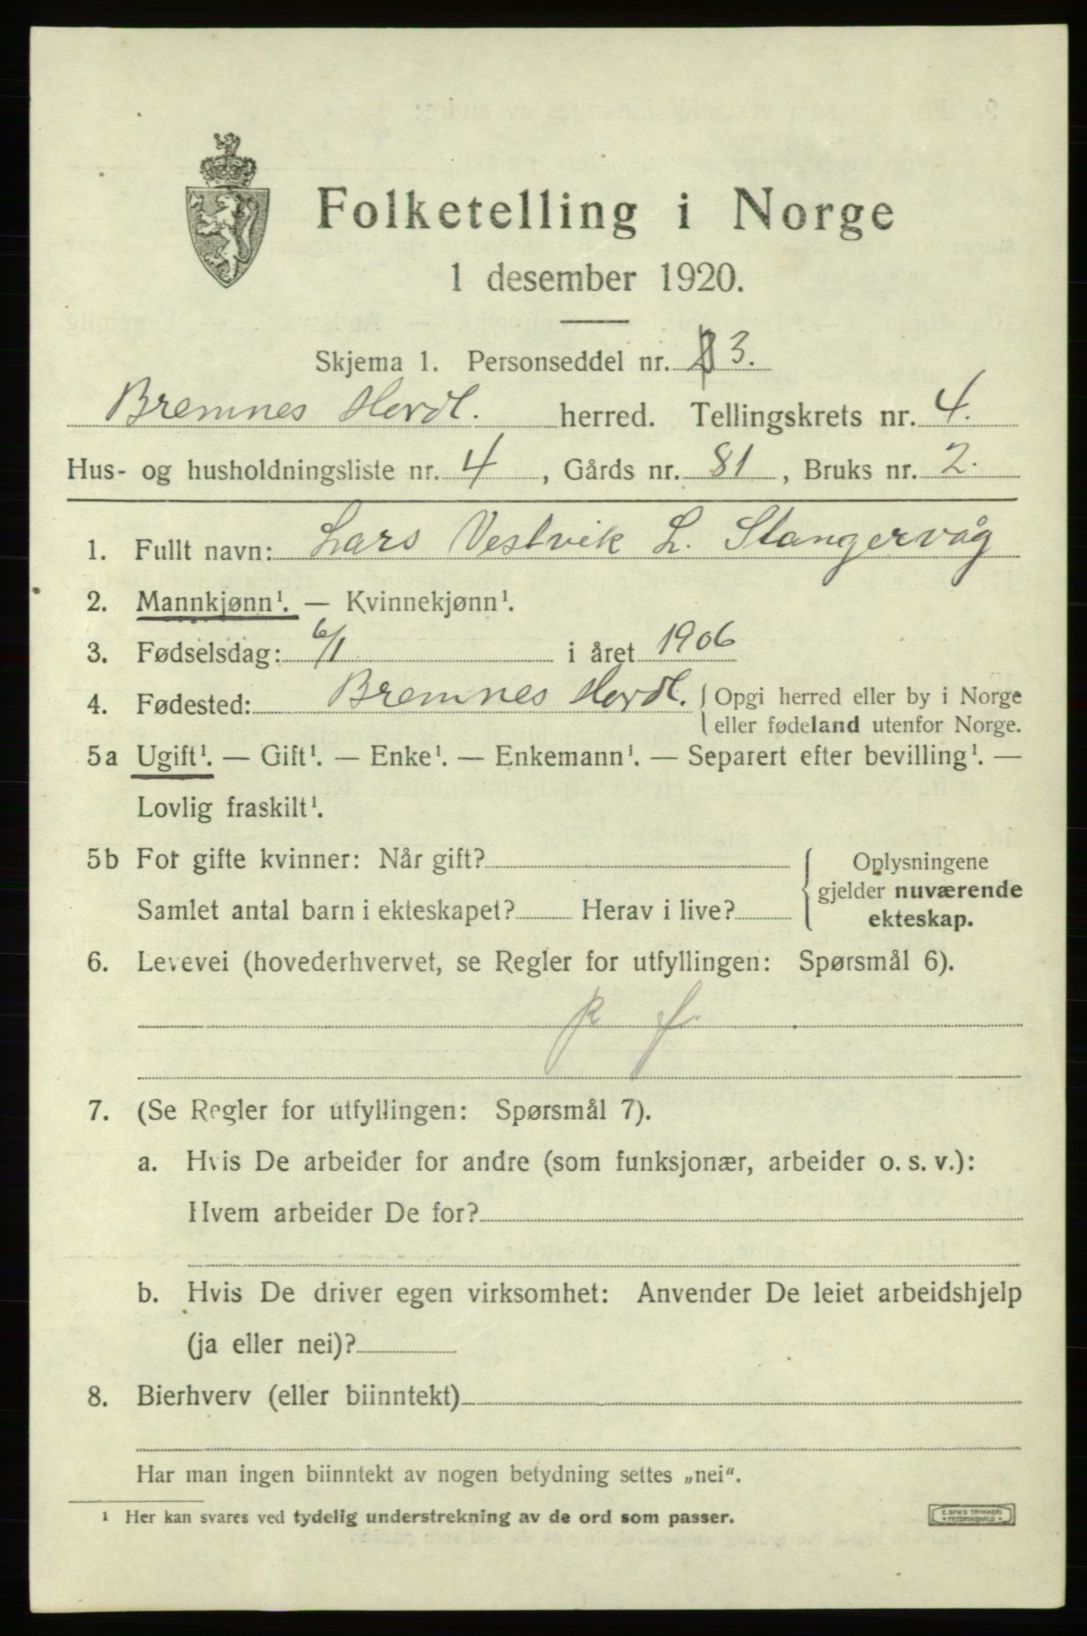 Folketelling i Norge
1 desember 1920.
Skjema 1. Personseddel nr. 3.
Bremnes Hordl. herred. Tellingskrets nr. 4.
Hus- og husholdningsliste nr. 4, Gårds nr. 81, Bruks nr. 2.
1. Fullt navn: Lars Vestvik L. Slangervåg
2. Mannkjønn¹. — Kvinnekjønn¹.
3. Fødselsdag: 6/1 i året 1906
4. Fødested: Bremnes Hordl. {Opgi herred eller by i Norge
eller fødeland utenfor Norge.
5a Ugift¹. — Gift¹. — Enke¹. — Enkemann¹. — Separert efter bevilling¹. —
Lovlig fraskilt¹.
5b For gifte kvinner: Når gift?
Samlet antal barn i ekteskapet? Herav i live?
Oplysningene
gjelder nuværende
ekteskap.
6. Levevei (hovederhvervet, se Regler for utfyllingen: Spørsmål 6).
7. (Se Regler for utfyllingen: Spørsmål 7).
a. Hvis De arbeider for andre (som funksjonær, arbeider o. s. v.):
Hvem arbeider De for?
b. Hvis De driver egen virksomhet: Anvender De leiet arbeidshjelp
(ja eller nei)?
8. Bierhverv (eller biinntekt)
Har man ingen biinntekt av nogen betydning settes „nei“.
¹ Her kan svares ved tydelig understrekning av de ord som passer.